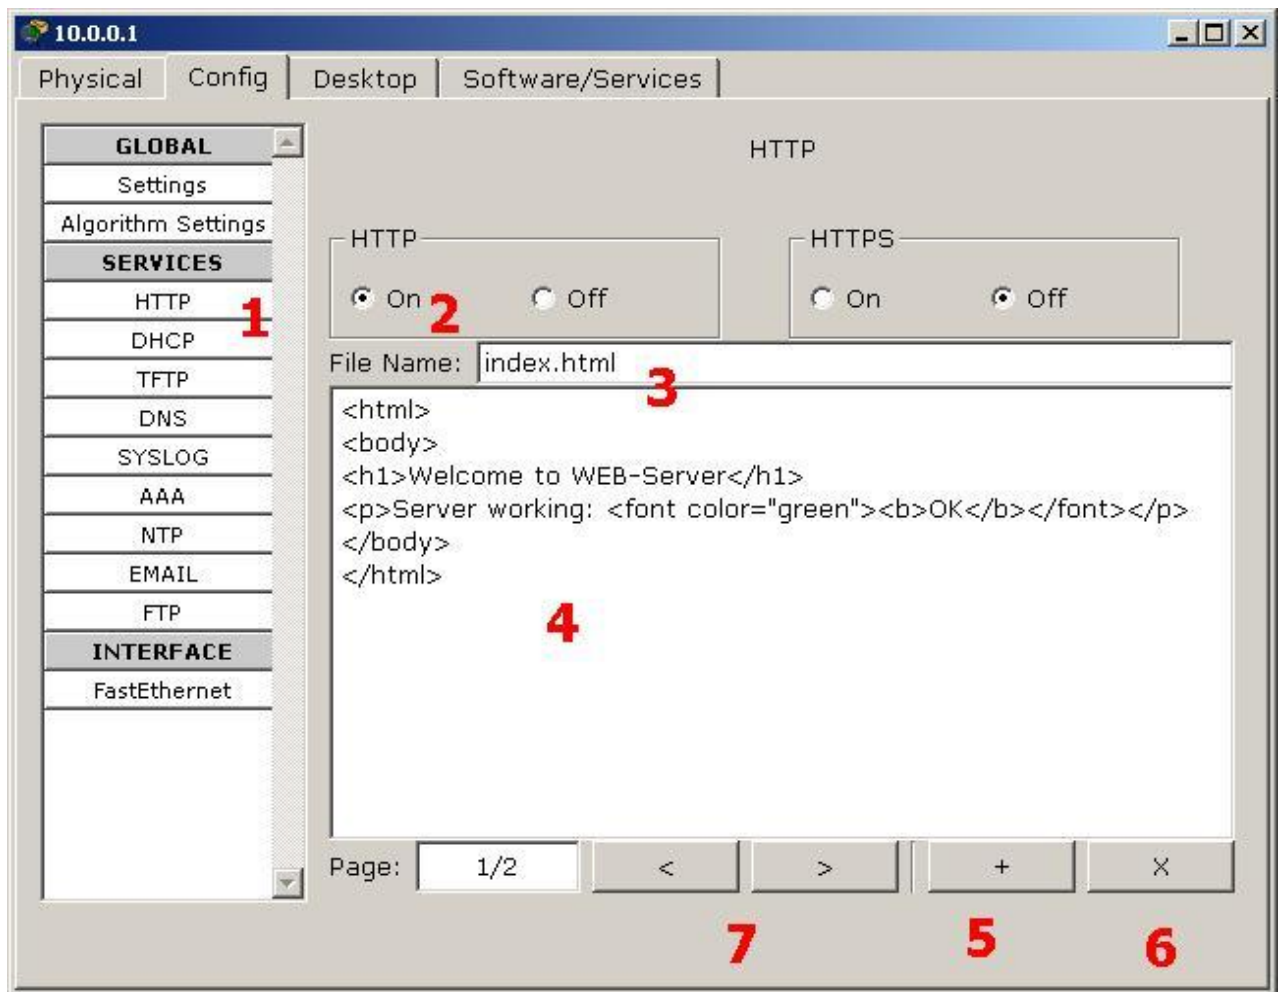 10.0.0.1
Physical Config Desktop Software/Services
GLOBAL
Settings
Algorithm Settings
SERVICES
HTTP
DHCP
TFTP
DNS
SYSLOG
AAA
NTP
EMAIL
FTP
INTERFACE
FastEthernet
1
HTTP
HTTP
On Off
2
HTTPS
On Off
File Name: index.html
3
<html>
<body>
<h1>Welcome to WEB-Server</h1>
<p>Server working: <font color="green"><b>OK</b></font></p>
</body>
</html>
4
Page: 1/2 < > + X
7 5 6